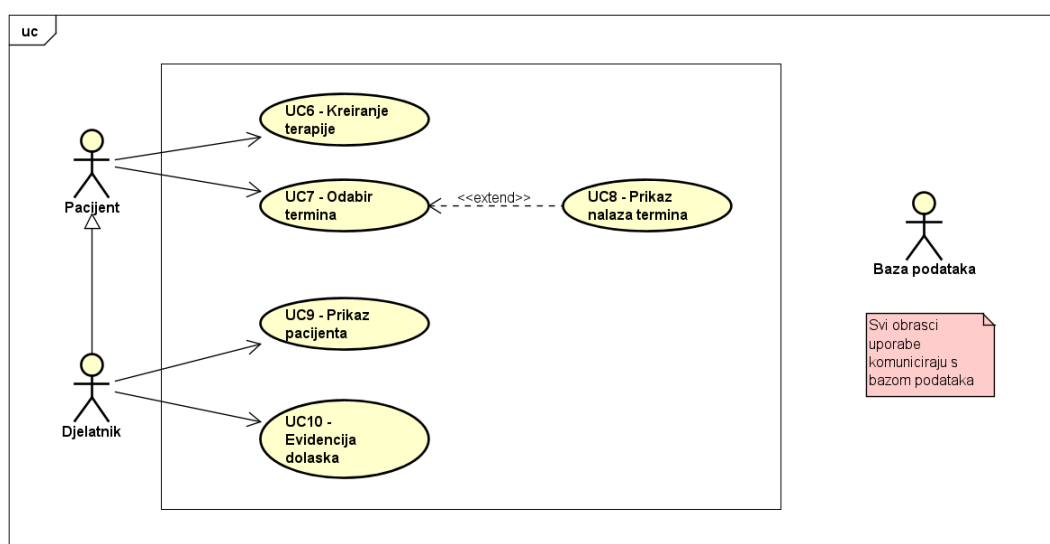 uc
UC6 - Kreiranje
terapije
Pacijent
UC7 - Odabir
termina
<<extend>>
UC8 - Prikaz
nalaza termina
Baza podataka
UC9 - Prikaz
pacijenta
Svi obrasci
uporabe
komuniciraju s
bazom podataka
Djelatnik
UC10 -
Evidencija
dolaska